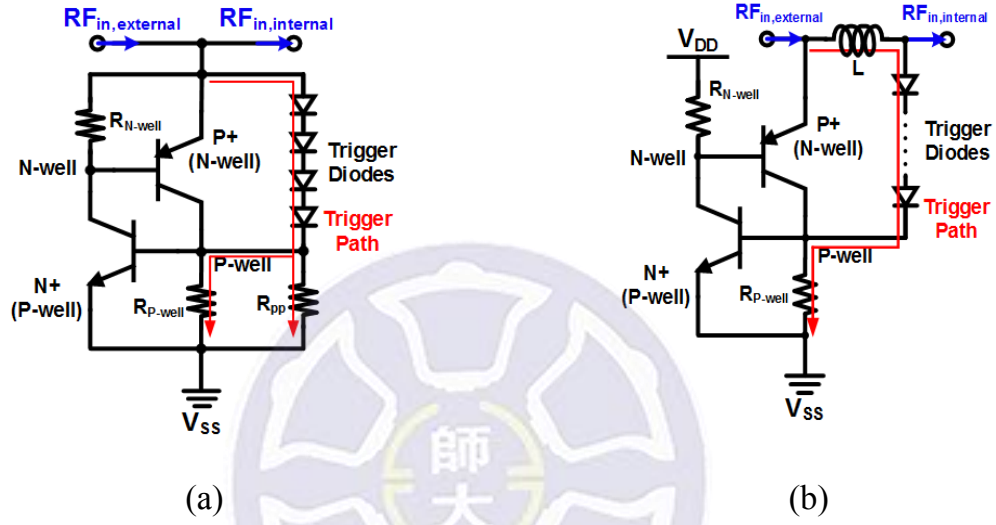 RFin,external
RFin,internal
RN-well
P+
(N-well)
N-well
Trigger
Diodes
Trigger
Path
P-well
N+
(P-well)
RP-well
Rpp
VSS
(a)
RFin,external
RFin,internal
VDD
L
RN-well
P+
(N-well)
N-well
Trigger
Diodes
Trigger
Path
P-well
N+
(P-well)
RP-well
VSS
(b)
師
大